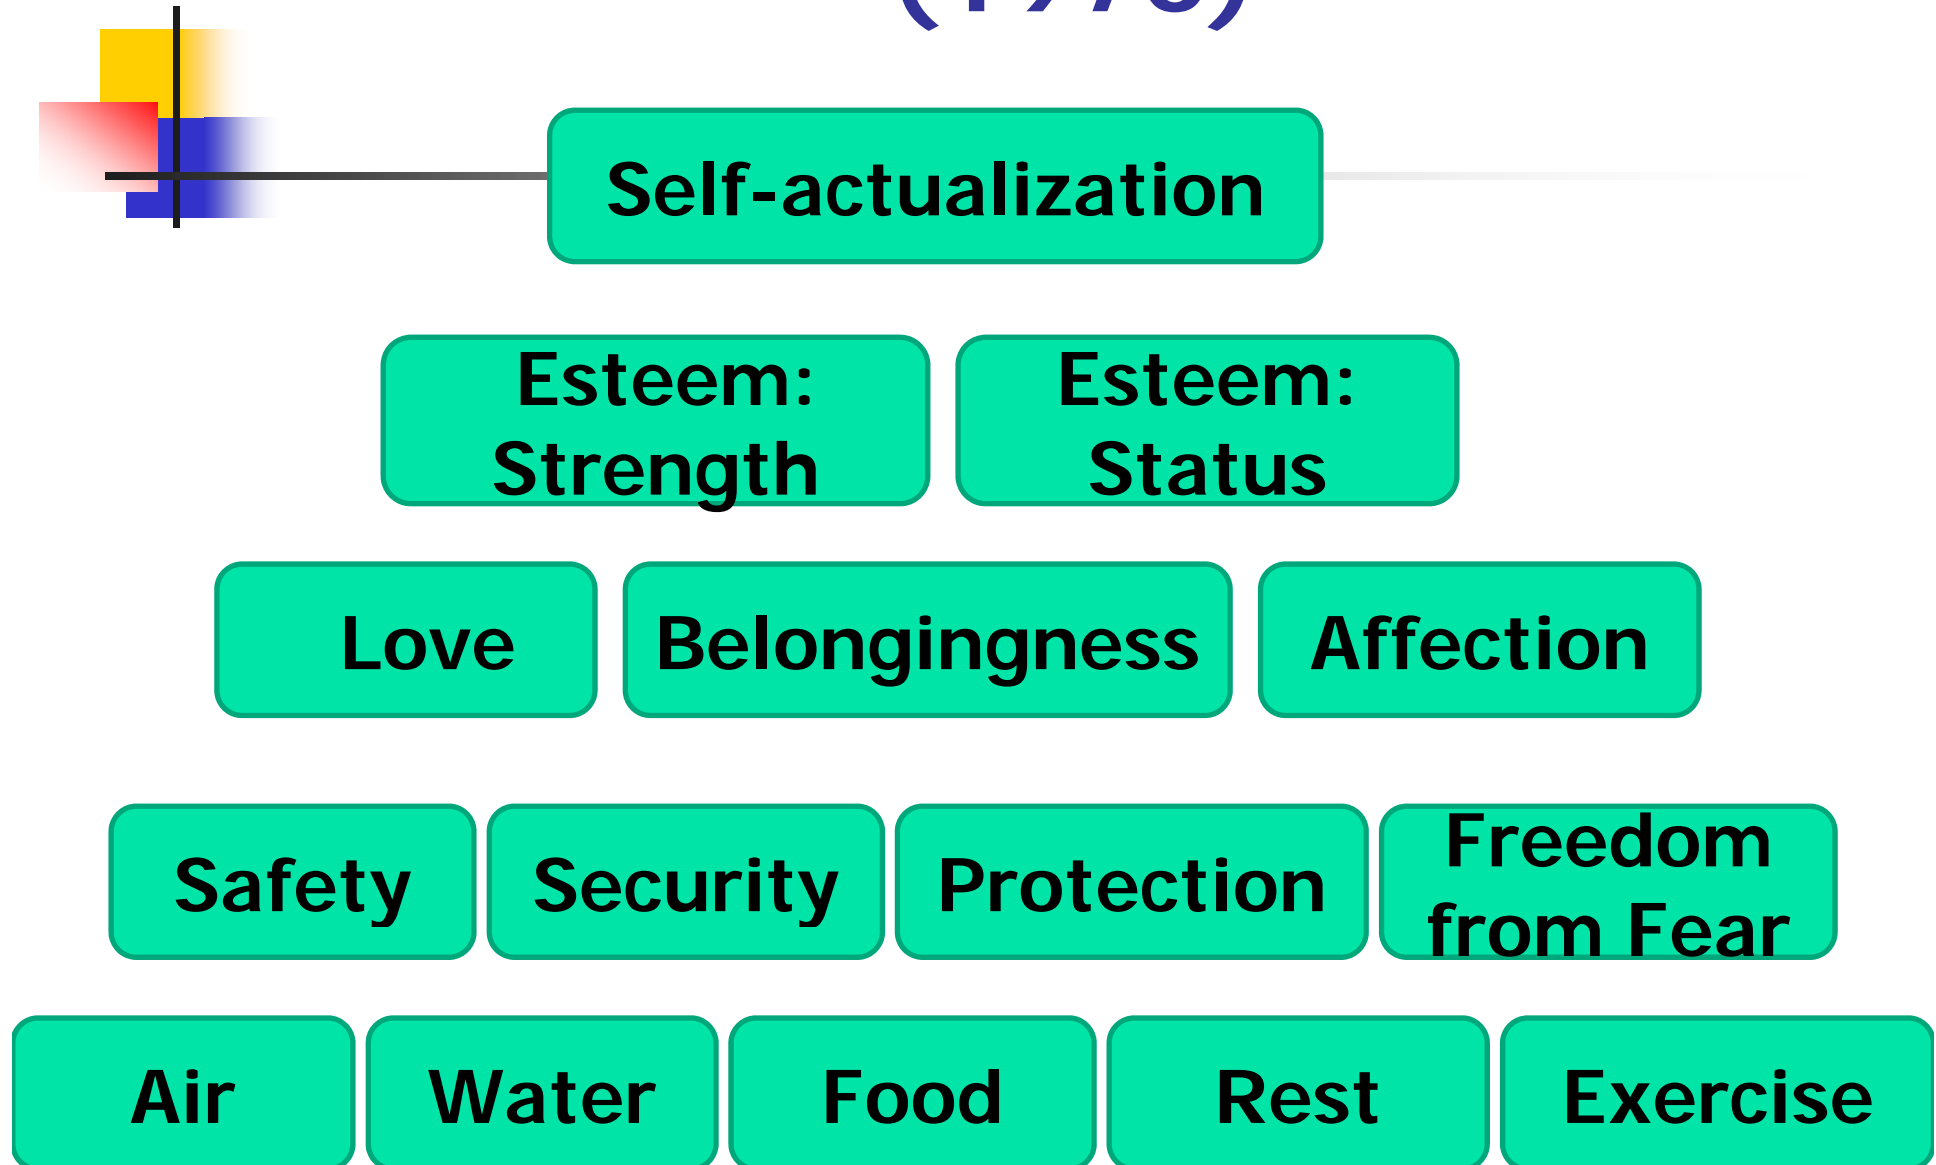 Self-actualization
Esteem: Strength
Esteem: Status
Love
Belongingness
Affection
Safety
Security
Protection
Freedom
from Fear
Air
Water
Food
Rest
Exercise